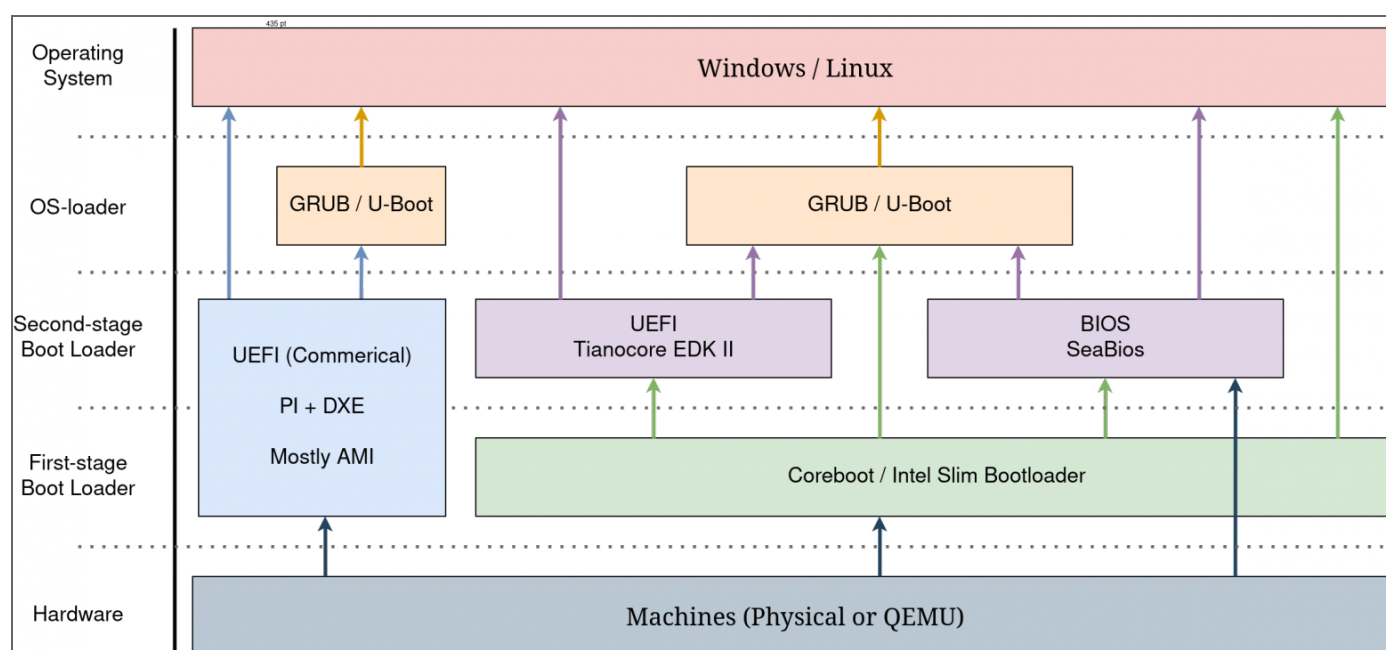 435 pt
Operating
System
Windows / Linux
OS-loader
GRUB / U-Boot
GRUB / U-Boot
Second-stage
Boot Loader
UEFI (Commerical)
PI + DXE
Mostly AMI
UEFI
Tianocore EDK II
BIOS
SeaBios
First-stage
Boot Loader
Coreboot / Intel Slim Bootloader
Hardware
Machines (Physical or QEMU)